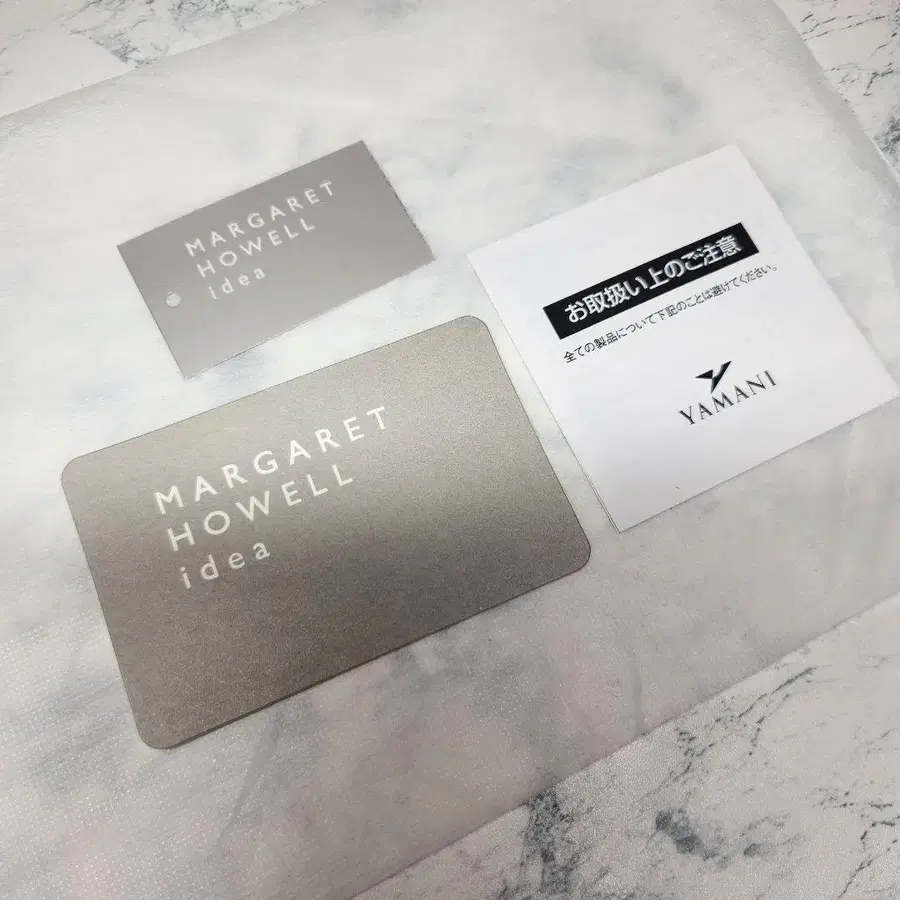 MARGARET
HOWELL
idea
MARGARET
HOWELL
idea
お取扱い上のご注意
全ての製品について下記のことは避けてください。
YAMANI